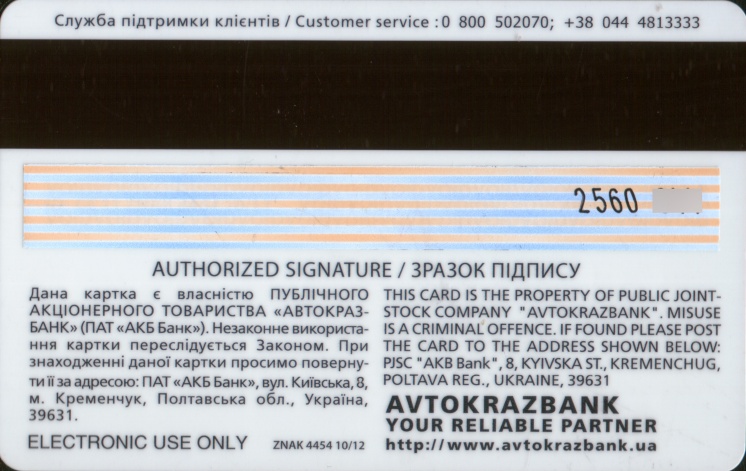 Служба підтримки клієнтів / Customer service : 0 800 502070; +38 044 4813333
2560
AUTHORIZED SIGNATURE / ЗРАЗОК ПІДПИСУ
Дана картка є власністю ПУБЛІЧНОГО
АКЦІОНЕРНОГО ТОВАРИСТВА «АВТОКРАЗ-
БАНК» (ПАТ «АКБ Банк»). Незаконне використа-
ння картки переслідується Законом. При
знаходженні даної картки просимо поверну-
ти її за адресою: ПАТ «АКБ Банк», вул. Київська, 8,
м. Кременчук, Полтавська обл., Україна,
39631.
THIS CARD IS THE PROPERTY OF PUBLIC JOINT-
STOCK COMPANY "AVTOKRAZBANK". MISUSE
IS A CRIMINAL OFFENCE. IF FOUND PLEASE POST
THE CARD TO THE ADDRESS SHOWN BELOW:
PJSC "AKB Bank", 8, KYIVSKA ST., KREMENCHUG,
POLTAVA REG., UKRAINE, 39631
AVTOKRAZBANK
YOUR RELIABLE PARTNER
http://www.avtokrazbank.ua
ELECTRONIC USE ONLY ZNAK 4454 10/12